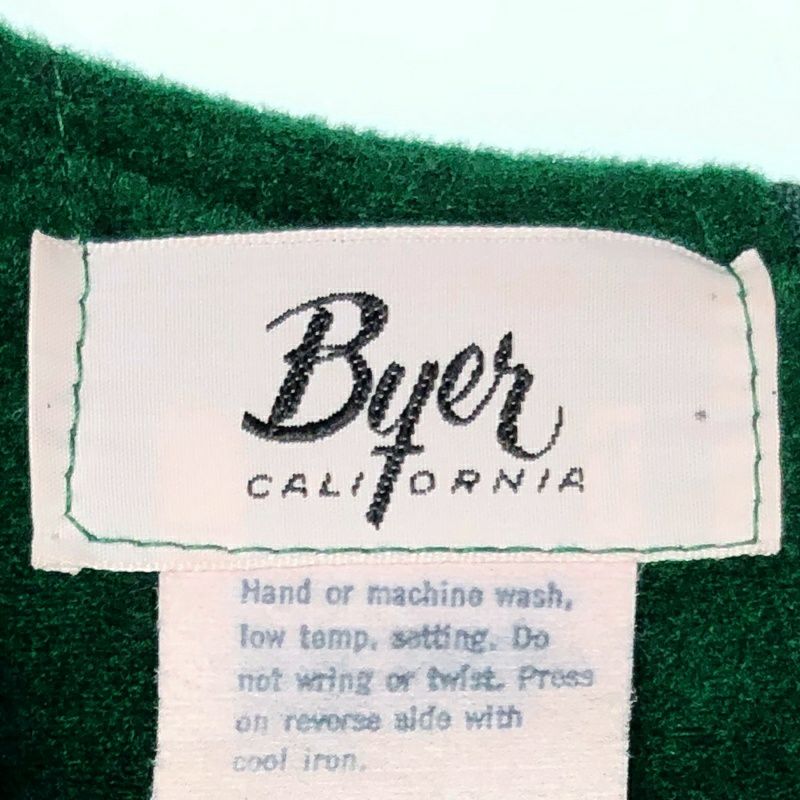 Byer
CALIFORNIA
Hand or machine wash,
low temp. setting. Do
not wring or twist. Press
on reverse side with
cool iron.